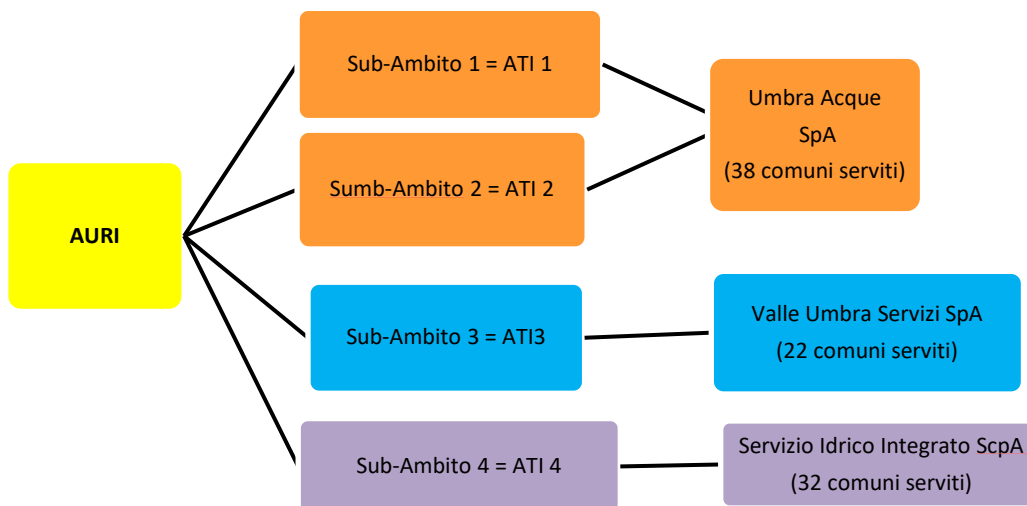 AURI
Sub-Ambito 1 = ATI 1
Sumb-Ambito 2 = ATI 2
Sub-Ambito 3 = ATI3
Sub-Ambito 4 = ATI 4
Umbra Acque
SpA
(38 comuni serviti)
Valle Umbra Servizi SpA
(22 comuni serviti)
Servizio Idrico Integrato ScpA
(32 comuni serviti)